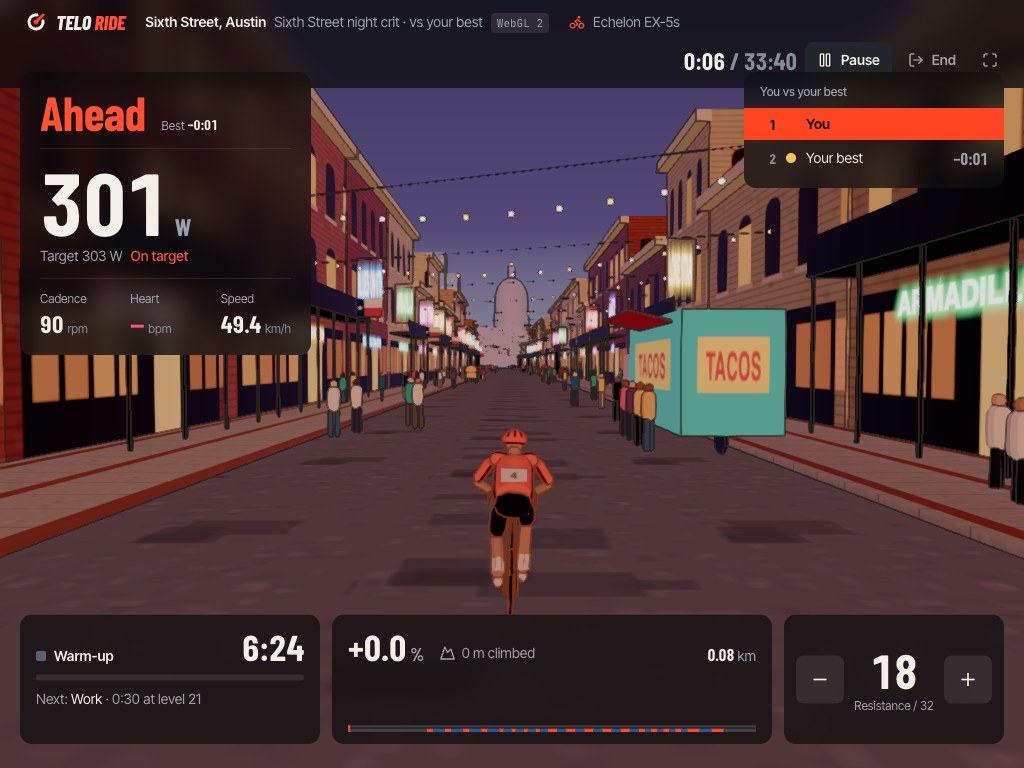 TELO RIDE Sixth Street, Austin Sixth Street night crit · vs your best WebGL 2 Echelon EX-5s
0:06 / 33:40 Pause End
Ahead Best −0:01
You vs your best
1 You
2 Your best −0:01
301 W
Target 303 W On target
Cadence Heart Speed
90 rpm – bpm 49.4 km/h
TACOS TACOS
4
Warm-up 6:24
Next: Work · 0:30 at level 21
+0.0 % 0 m climbed 0.08 km
− 18 +
Resistance / 32